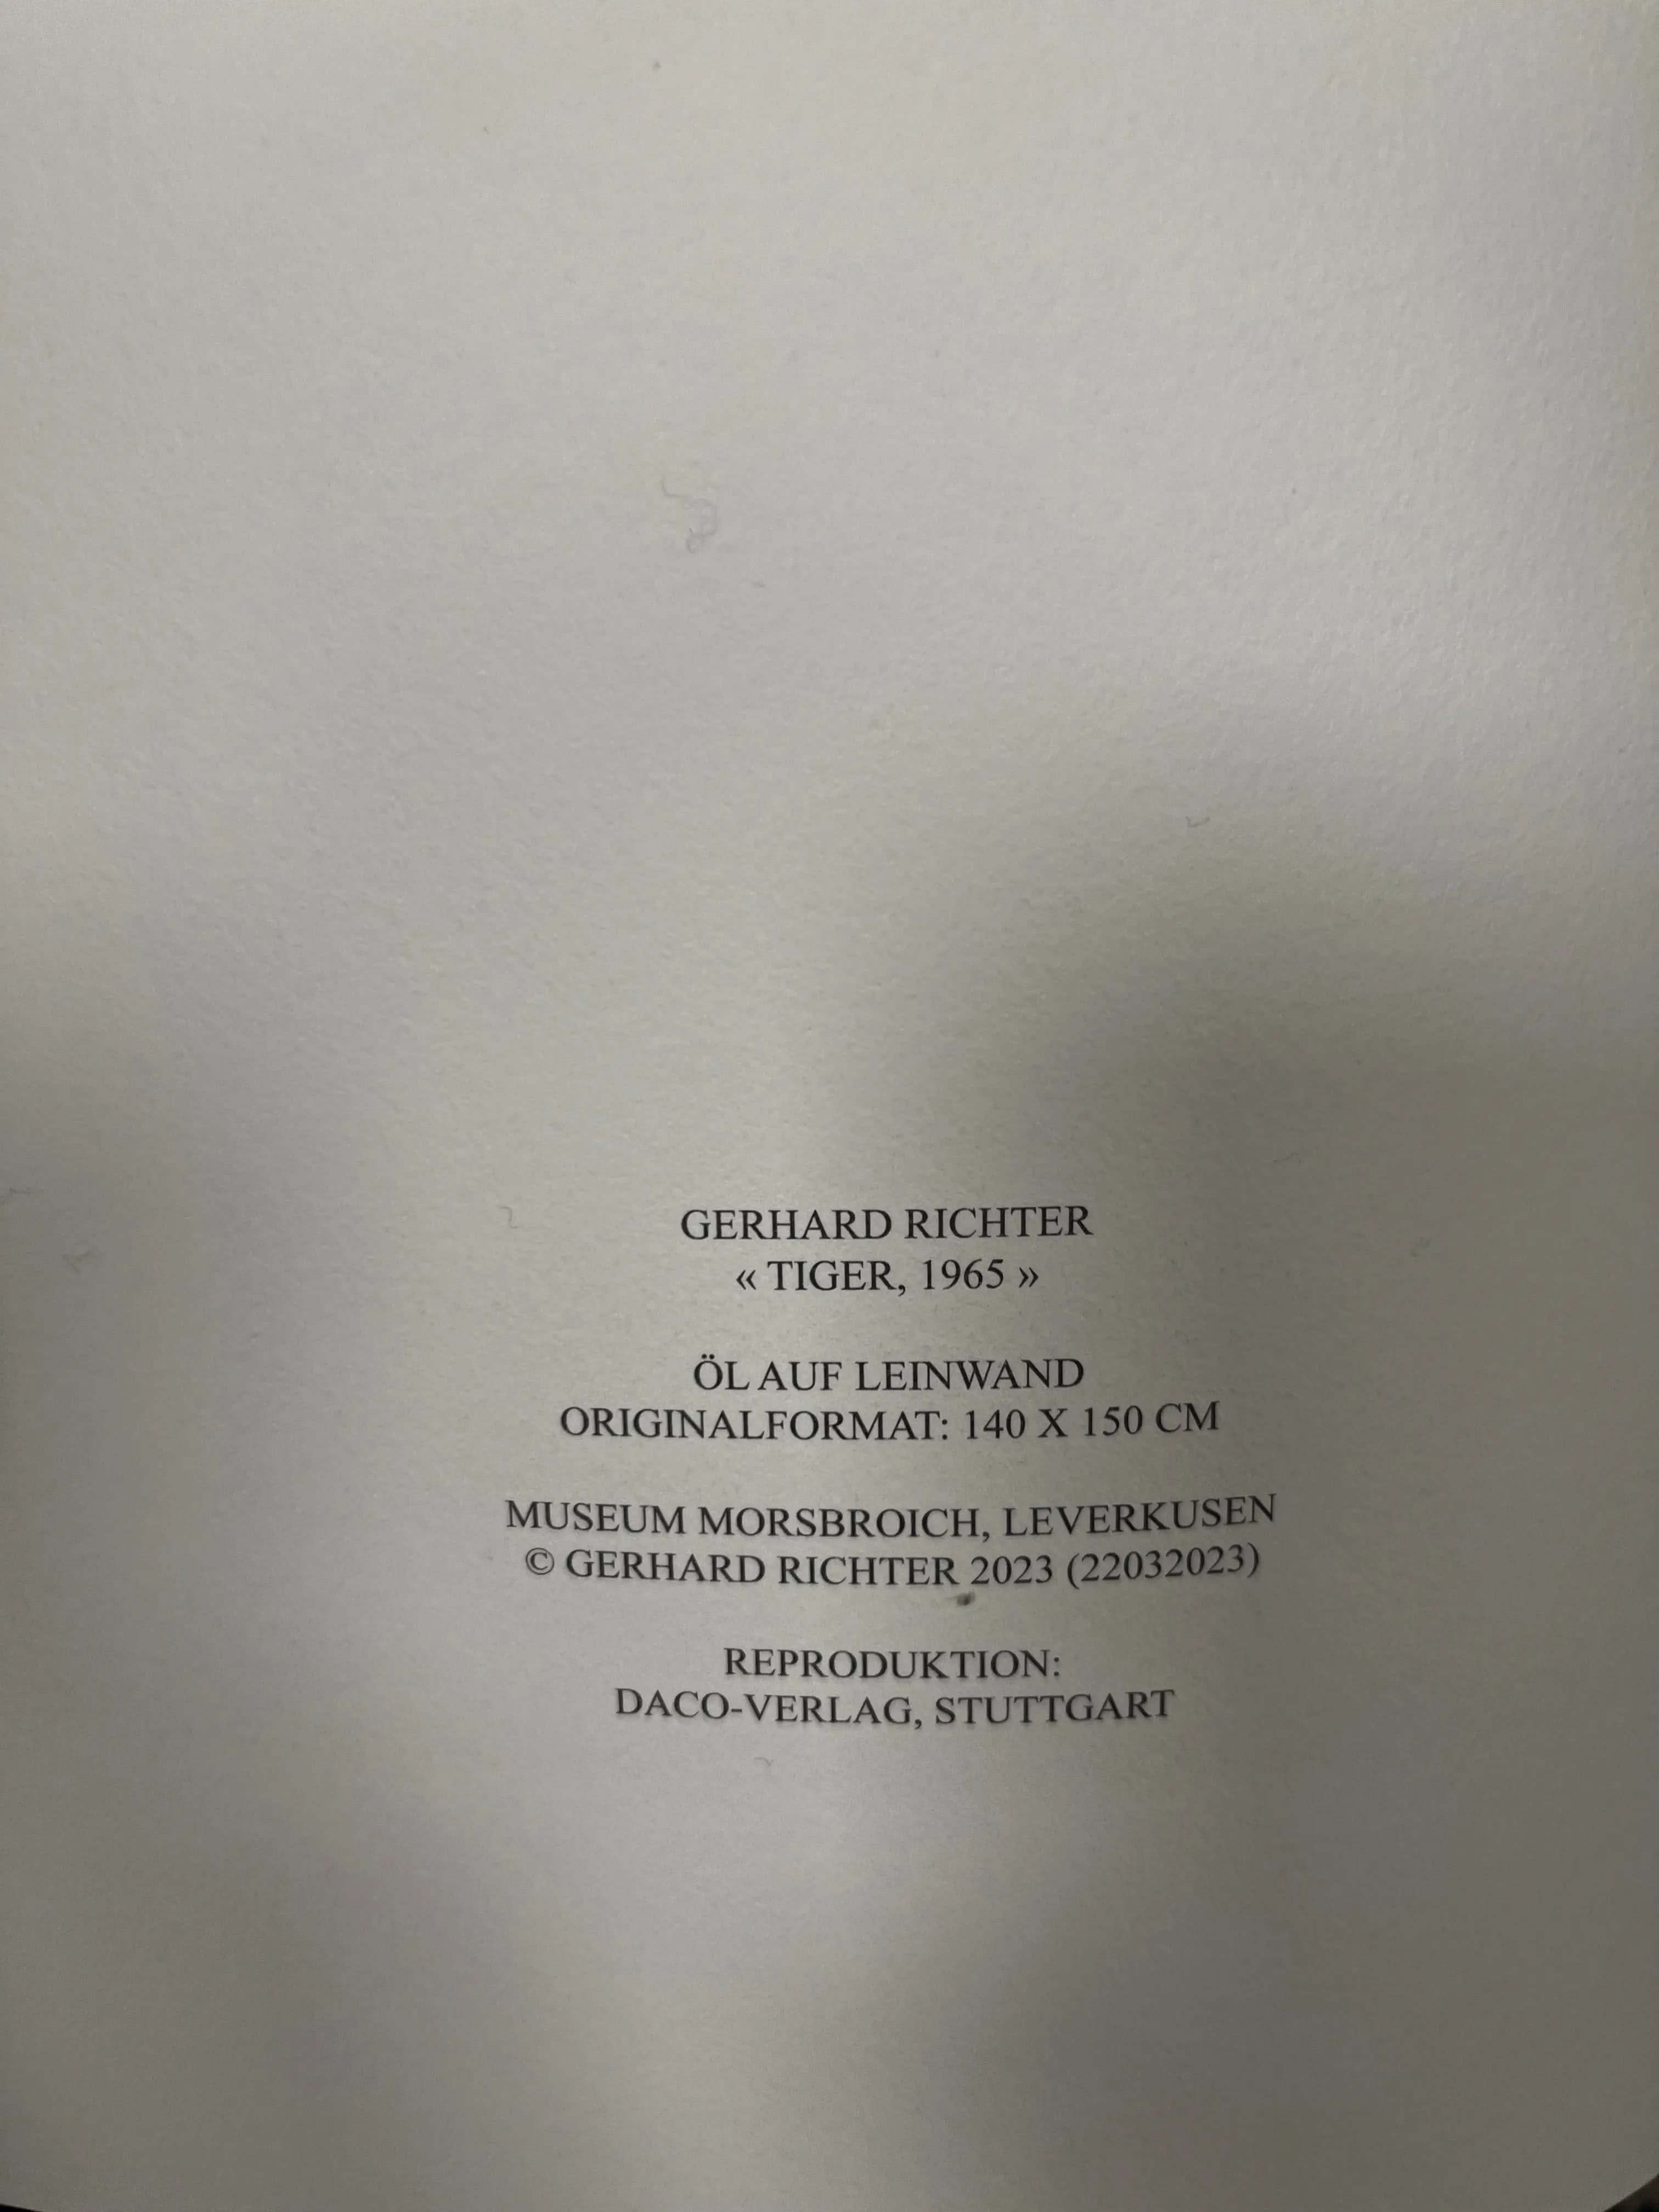 GERHARD RICHTER
« TIGER, 1965 »
ÖL AUF LEINWAND
ORIGINALFORMAT: 140 X 150 CM
MUSEUM MORSBROICH, LEVERKUSEN
© GERHARD RICHTER 2023 (22032023)
REPRODUKTION:
DACO-VERLAG, STUTTGART